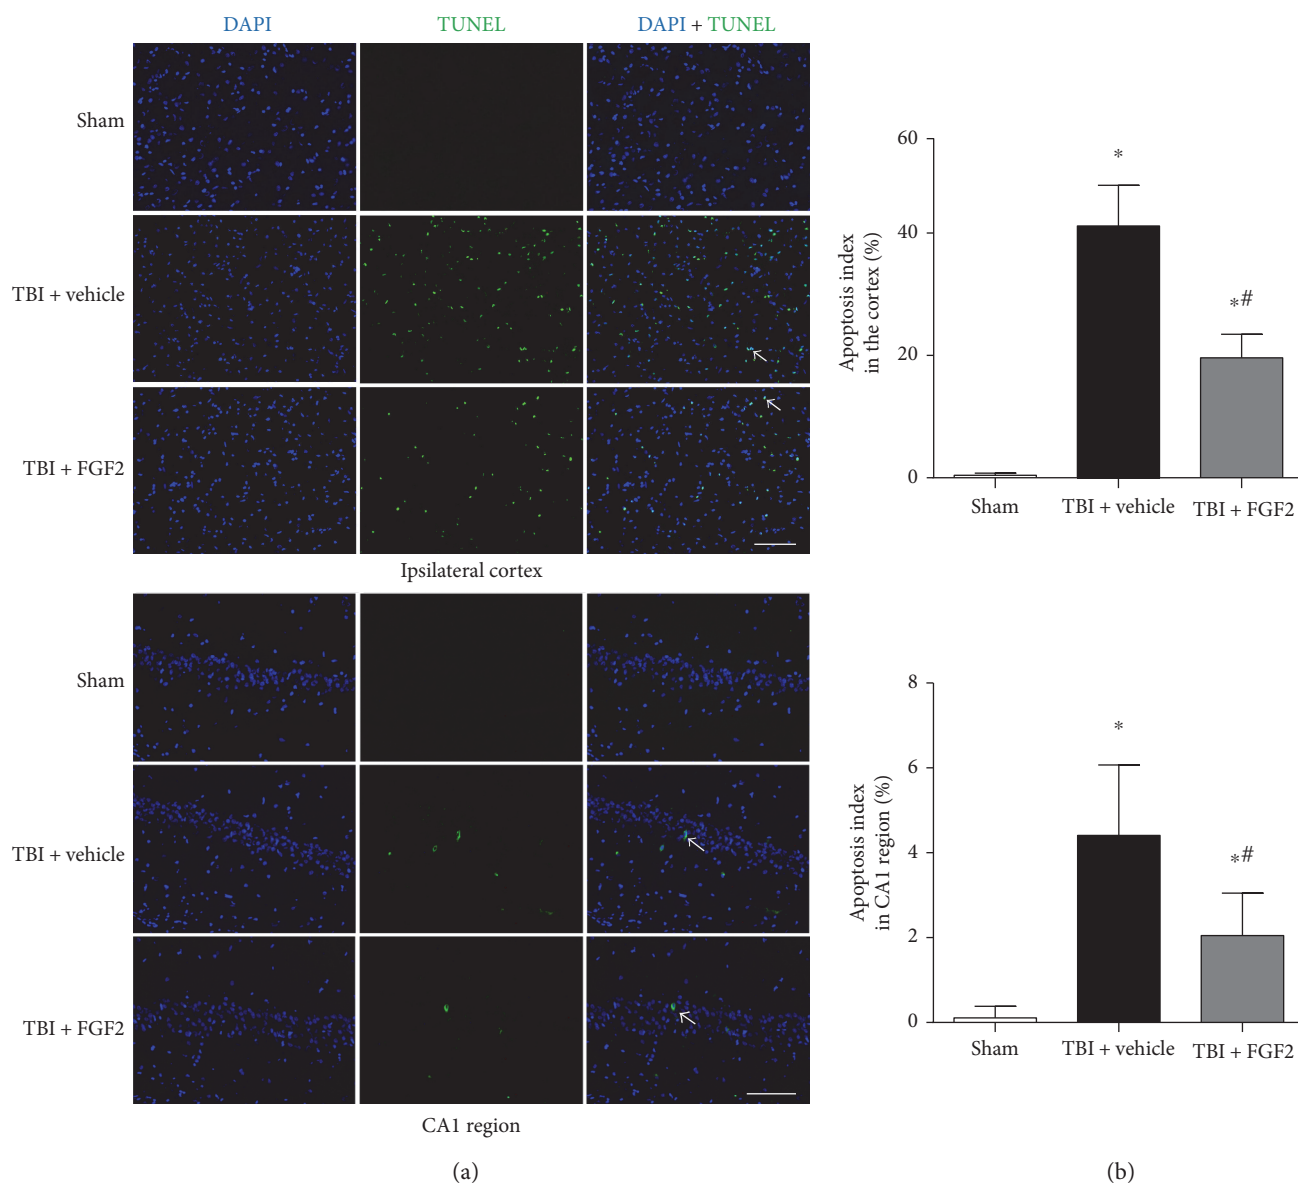 DAPI TUNEL DAPI + TUNEL
Sham
TBI + vehicle
TBI + FGF2
Ipsilateral cortex
Sham
TBI + vehicle
TBI + FGF2
CA1 region
(a)
Apoptosis index
in the cortex (%)
60
40
20
0
*
*#
Sham TBI + vehicle TBI + FGF2
Apoptosis index
in CA1 region (%)
8
6
4
2
0
*
*#
Sham TBI + vehicle TBI + FGF2
(b)